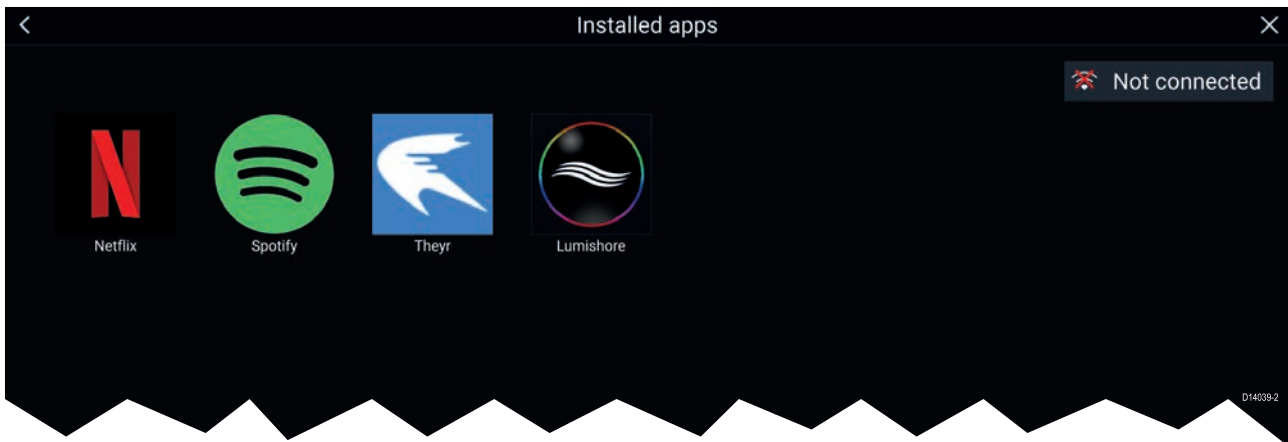 Installed apps
Not connected
Netflix
Spotify
Theyr
Lumishore
D14039-2